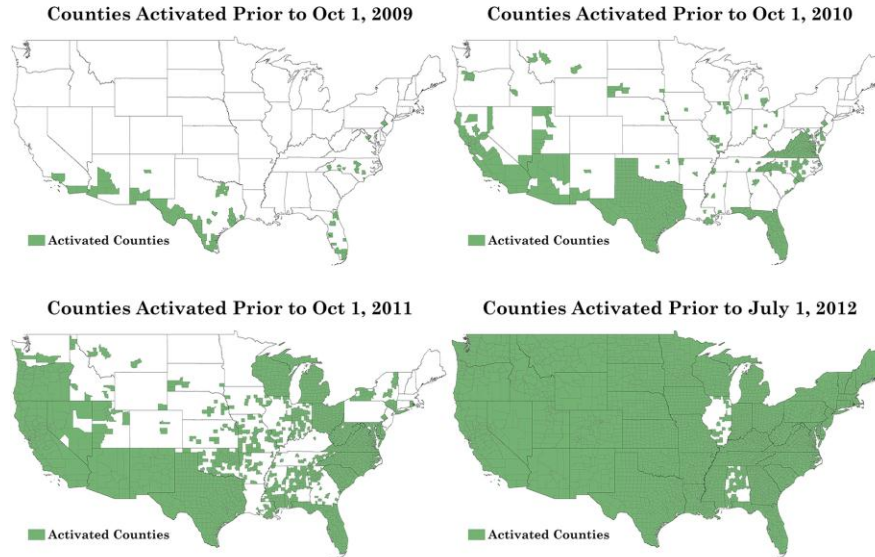 Counties Activated Prior to Oct 1, 2009
Activated Counties
Counties Activated Prior to Oct 1, 2010
Activated Counties
Counties Activated Prior to Oct 1, 2011
Activated Counties
Counties Activated Prior to July 1, 2012
Activated Counties